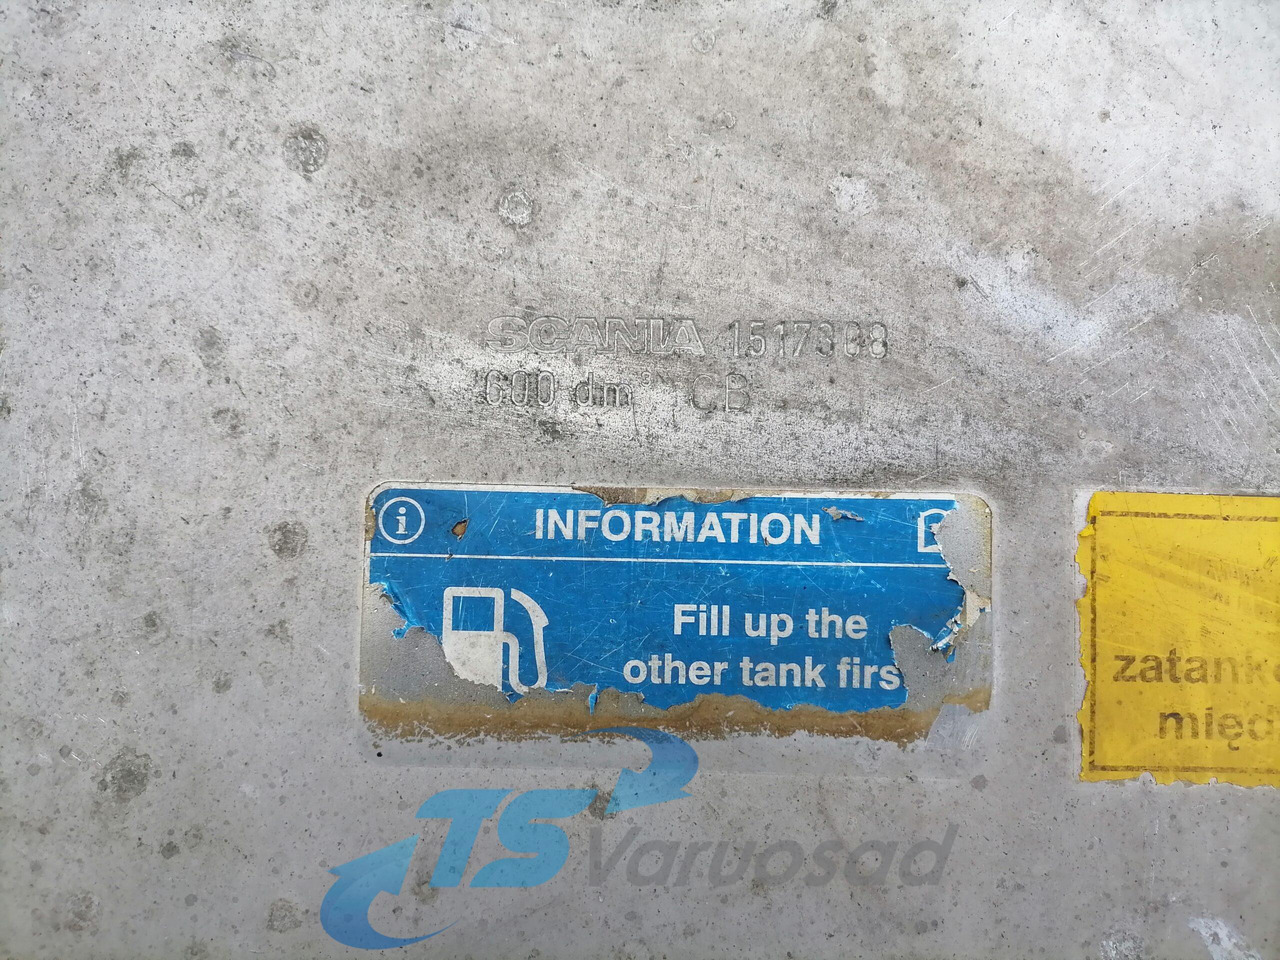 SCANIA 1517308
600 dm³ CB
INFORMATION
Fill up the
other tank firs
zatank
międ
TS Varuosad